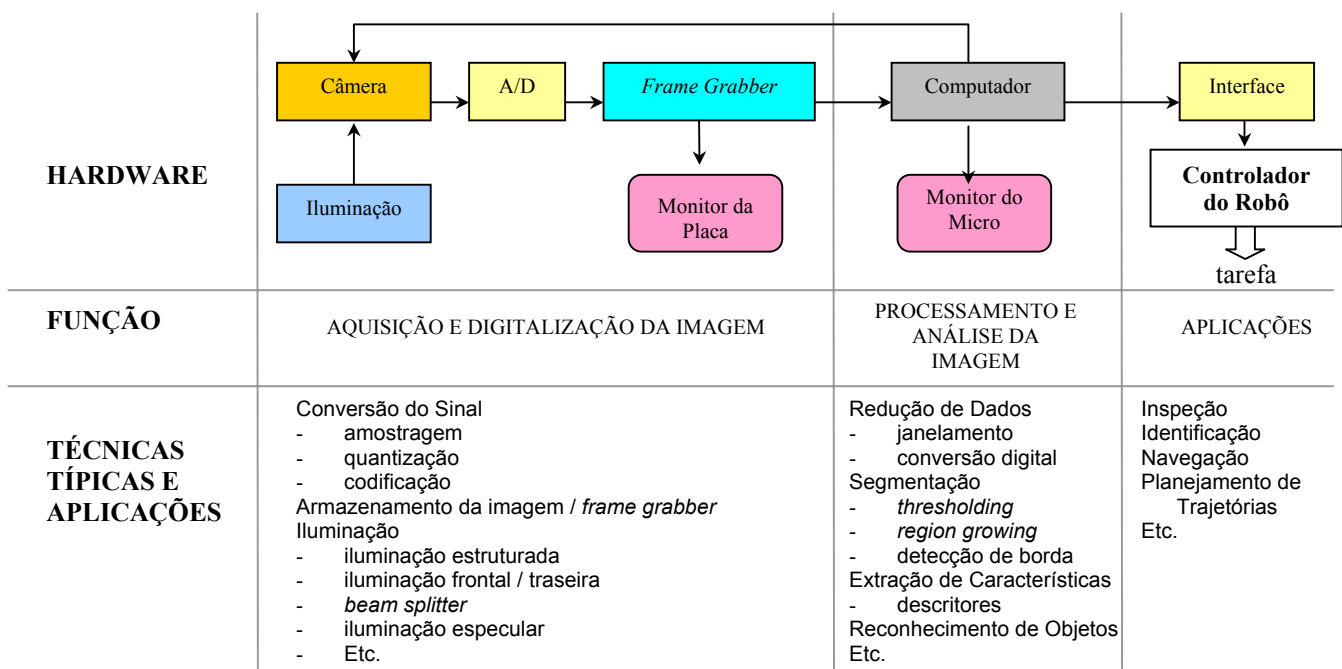 HARDWARE
Câmera
A/D
Frame Grabber
Computador
Interface
Iluminação
Monitor da
Placa
Monitor do
Micro
Controlador
do Robô
tarefa
FUNÇÃO
AQUISIÇÃO E DIGITALIZAÇÃO DA IMAGEM
PROCESSAMENTO E
ANÁLISE DA
IMAGEM
APLICAÇÕES
TÉCNICAS
TÍPICAS E
APLICAÇÕES
Conversão do Sinal
- amostragem
- quantização
- codificação
Armazenamento da imagem / frame grabber
Iluminação
- iluminação estruturada
- iluminação frontal / traseira
- beam splitter
- iluminação especular
- Etc.
Redução de Dados
- janelamento
- conversão digital
Segmentação
- thresholding
- region growing
- detecção de borda
Extração de Características
- descritores
Reconhecimento de Objetos
Etc.
Inspeção
Identificação
Navegação
Planejamento de
Trajetórias
Etc.